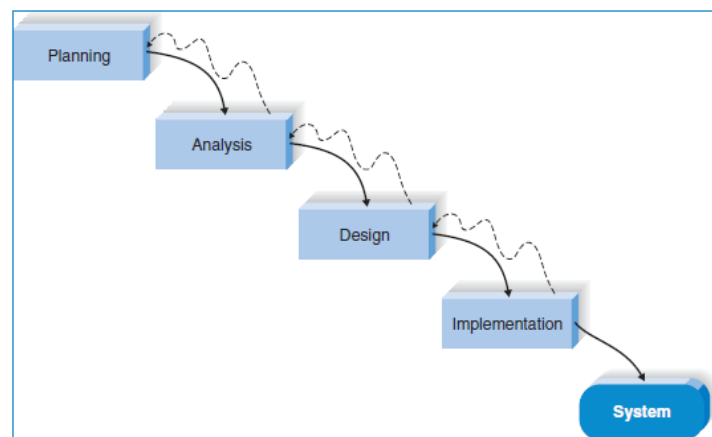 Planning
Analysis
Design
Implementation
System